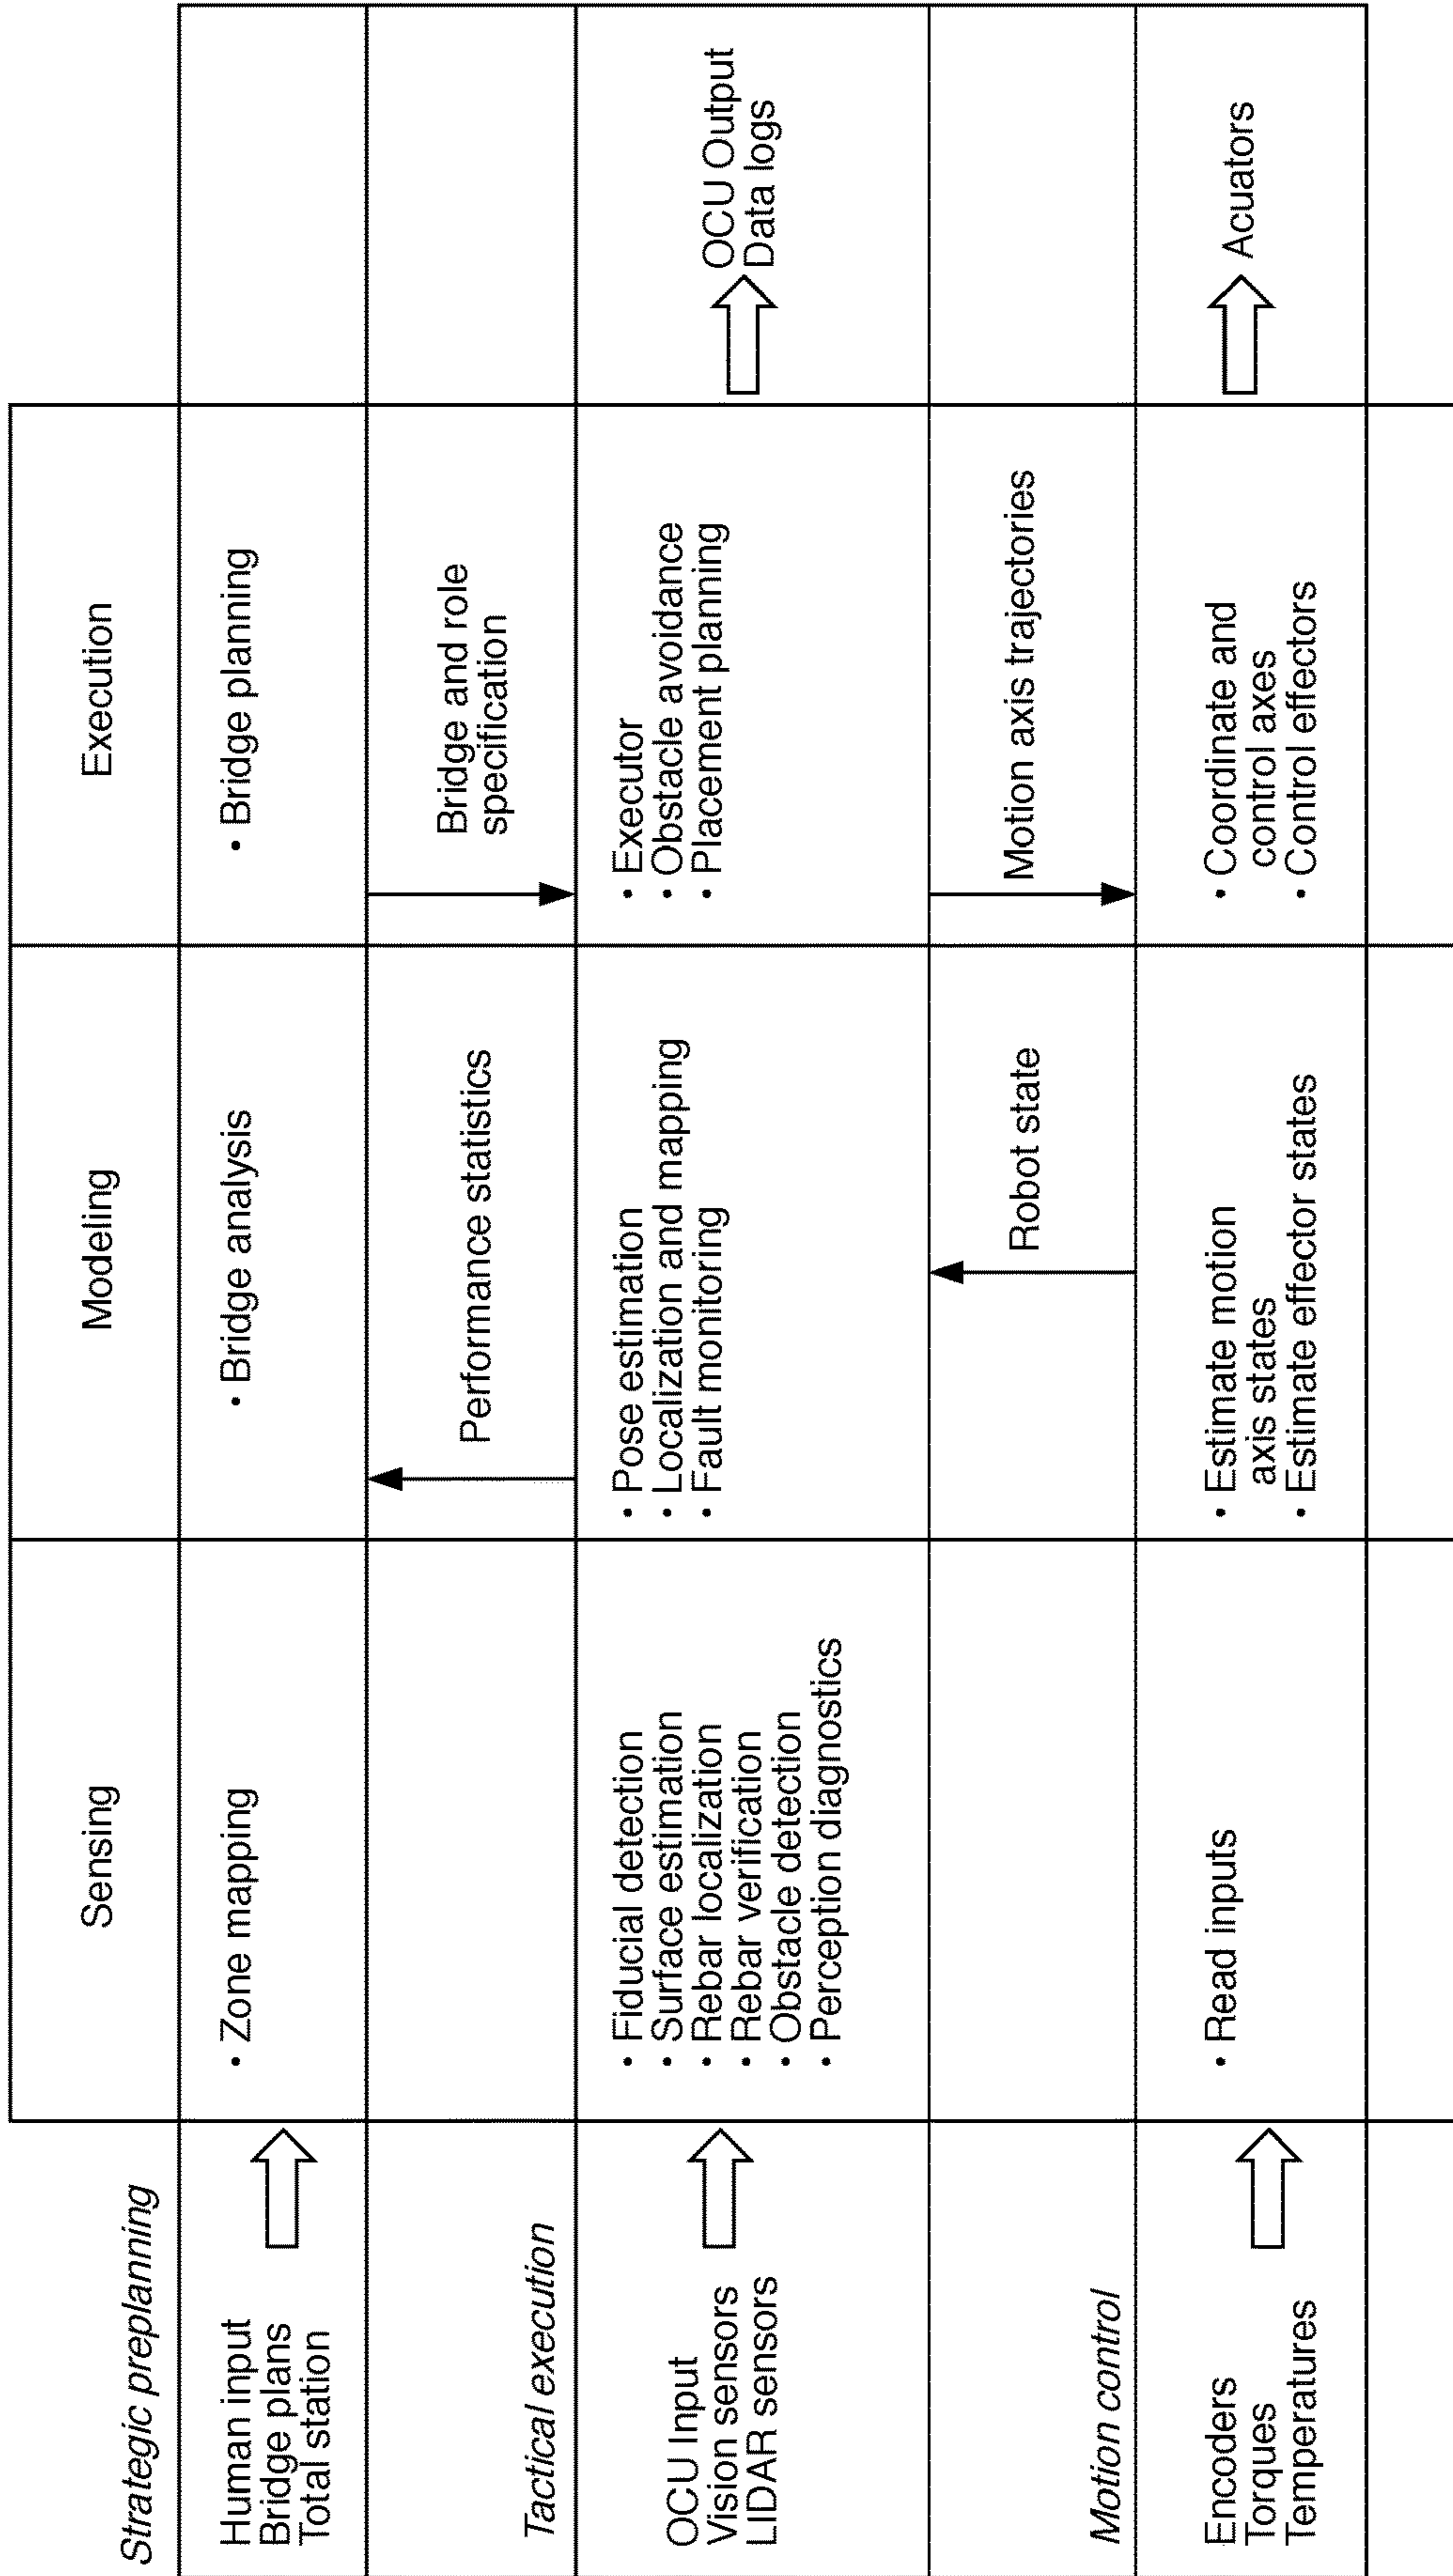 Sensing
Modeling
Execution
Strategic preplanning
Human input
Bridge plans
Total station
• Zone mapping
• Bridge analysis
• Bridge planning
Performance statistics
Bridge and role
specification
Tactical execution
OCU Input
Vision sensors
LIDAR sensors
• Fiducial detection
• Surface estimation
• Rebar localization
• Rebar verification
• Obstacle detection
• Perception diagnostics
• Pose estimation
• Localization and mapping
• Fault monitoring
• Executor
• Obstacle avoidance
• Placement planning
OCU Output
Data logs
Robot state
Motion axis trajectories
Motion control
Encoders
Torques
Temperatures
• Read inputs
• Estimate motion
axis states
• Estimate effector states
• Coordinate and
control axes
• Control effectors
Acuators